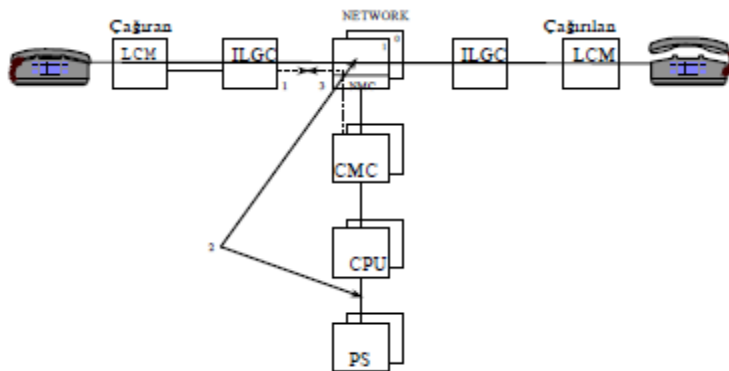 NETWORK
Çağıran
Çağırılan
0
1
LCM
ILGC
ILGC
LCM
NMC
1
3
CMC
2
CPU
PS